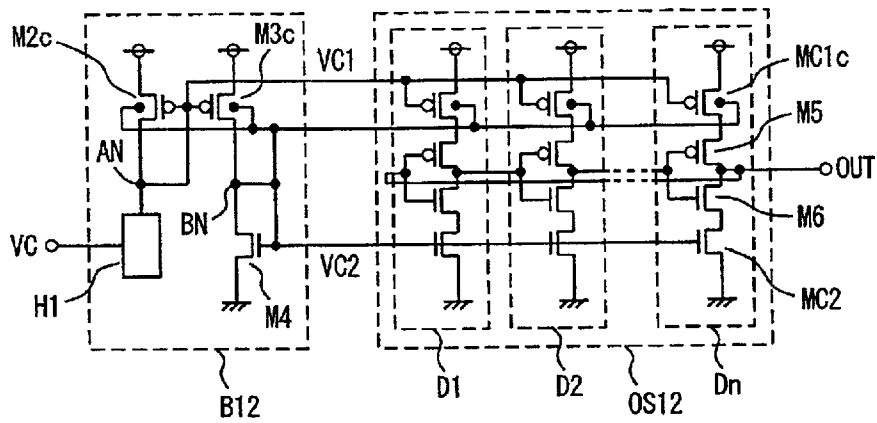 M2c
M3c
VC1
MC1c
M5
AN
OUT
BN
M6
VC
VC2
H1
M4
MC2
D1
D2
Dn
B12
OS12